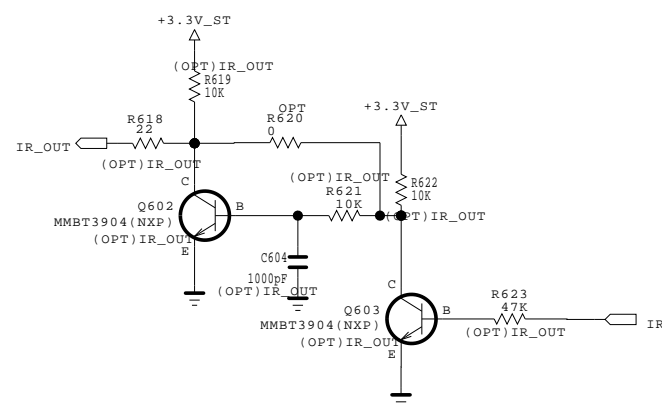 +3.3V_ST
(OPT)IR_OUT
R619
10K
OPT
+3.3V_ST
R618
22
R620
0
IR_OUT
(OPT)IR_OUT
(OPT)IR_OUT
R622
10K
R621
10K
C
Q602
B
(OPT)IR_OUT
MMBT3904(NXP)
(OPT)IR_OUT
E
C604
1000pF
(OPT)IR_OUT
C
R623
47K
Q603
B
MMBT3904(NXP)
IR
(OPT)IR_OUT
(OPT)IR_OUT
E